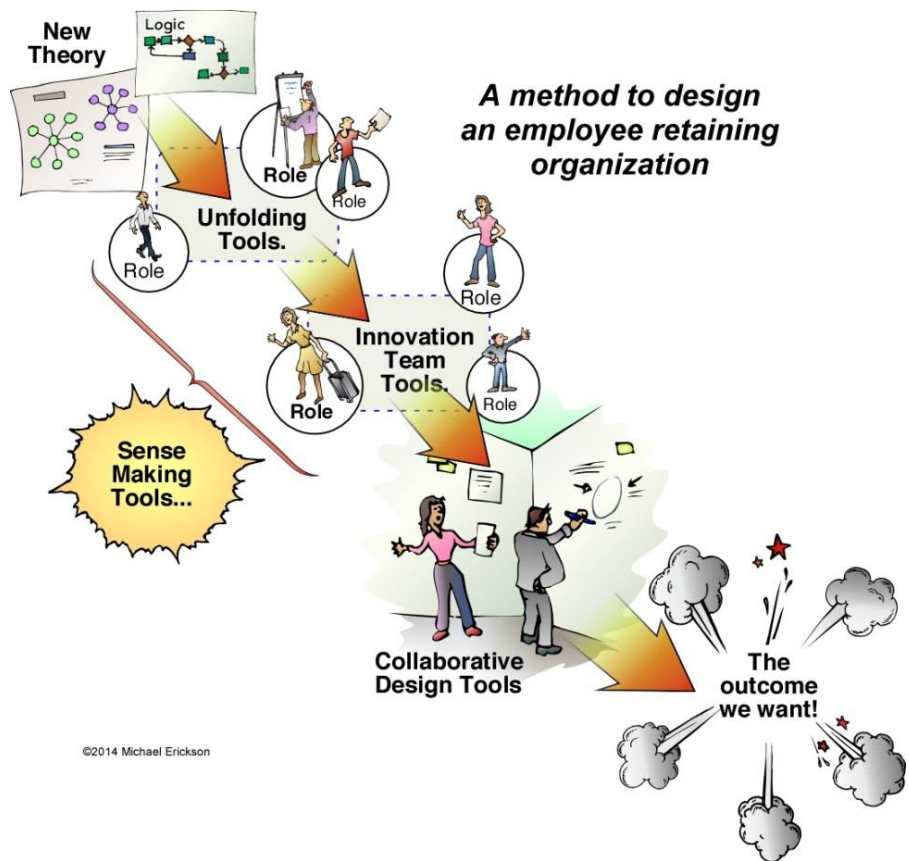 New
Theory
Logic
A method to design
an employee retaining
organization
Role
Role
Unfolding
Tools.
Role
Role
Innovation
Team
Tools.
Role
Role
Sense
Making
Tools...
Collaborative
Design Tools
The
outcome
we want!
©2014 Michael Erickson